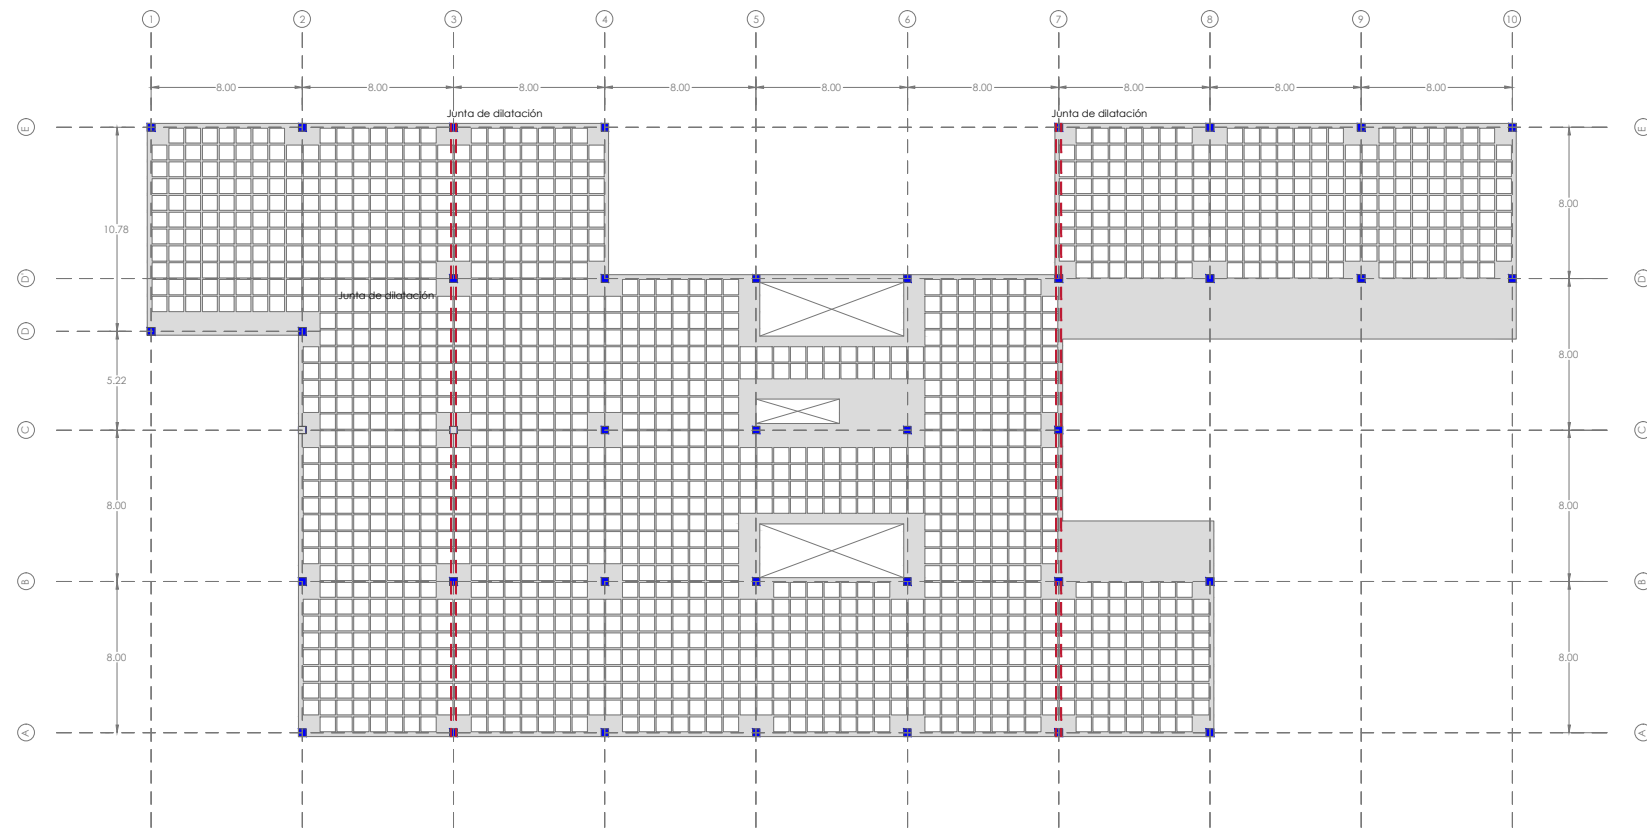 1 2 3 4 5 6 7 8 9 10
8.00 8.00 8.00 8.00 8.00 8.00 8.00 8.00 8.00
Junta de dilatación Junta de dilatación
E E
8.00
10.78
D D'
Junta de dilatación
D
8.00
5.22
C C
8.00 8.00
B B
8.00 8.00
A A